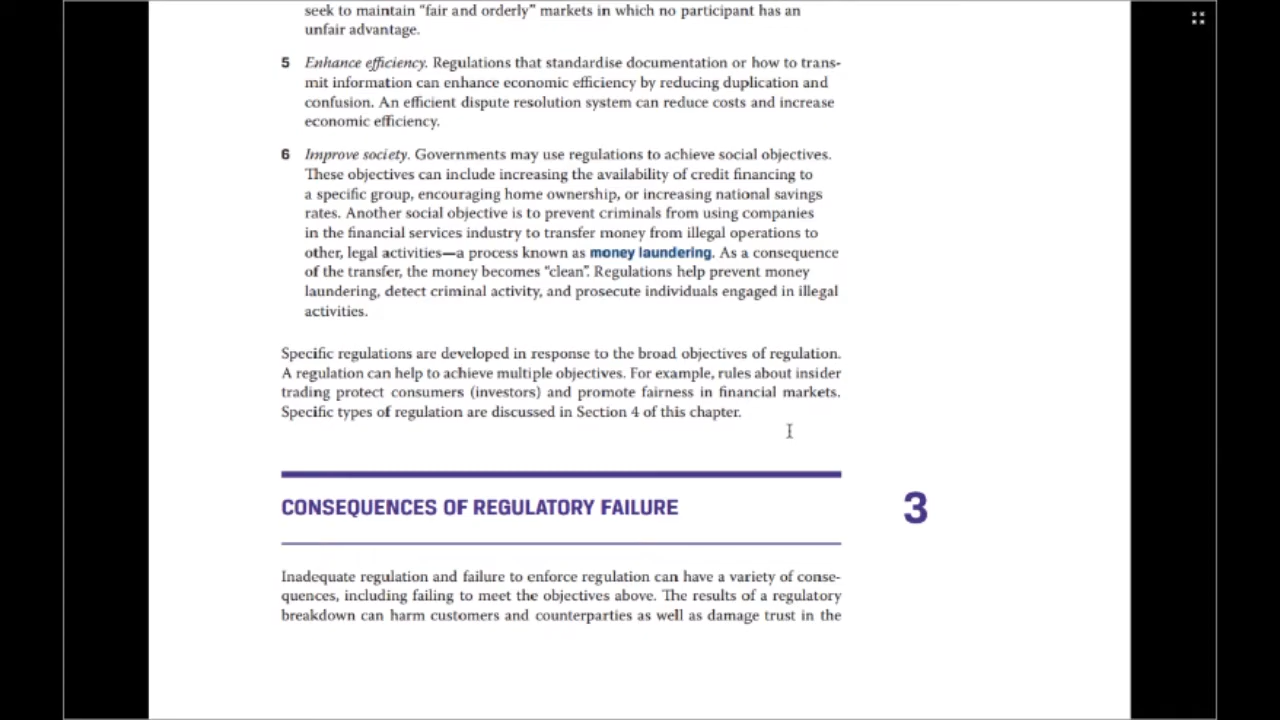 seek to maintain “fair and orderly” markets in which no participant has an
unfair advantage.
5 Enhance efficiency. Regulations that standardise documentation or how to trans-
mit information can enhance economic efficiency by reducing duplication and
confusion. An efficient dispute resolution system can reduce costs and increase
economic efficiency.
6 Improve society. Governments may use regulations to achieve social objectives.
These objectives can include increasing the availability of credit financing to
a specific group, encouraging home ownership, or increasing national savings
rates. Another social objective is to prevent criminals from using companies
in the financial services industry to transfer money from illegal operations to
other, legal activities—a process known as money laundering. As a consequence
of the transfer, the money becomes “clean”. Regulations help prevent money
laundering, detect criminal activity, and prosecute individuals engaged in illegal
activities.
Specific regulations are developed in response to the broad objectives of regulation.
A regulation can help to achieve multiple objectives. For example, rules about insider
trading protect consumers (investors) and promote fairness in financial markets.
Specific types of regulation are discussed in Section 4 of this chapter.
CONSEQUENCES OF REGULATORY FAILURE 3
Inadequate regulation and failure to enforce regulation can have a variety of conse-
quences, including failing to meet the objectives above. The results of a regulatory
breakdown can harm customers and counterparties as well as damage trust in the